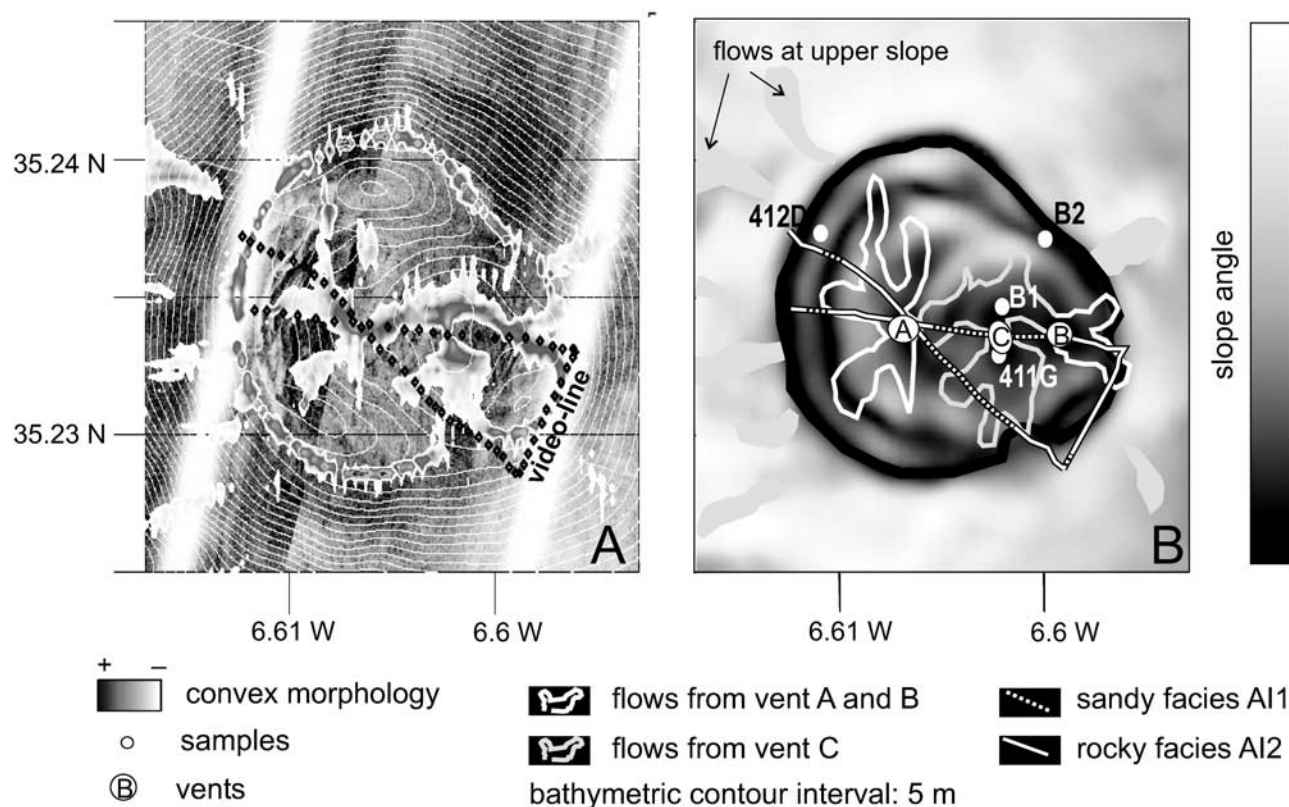 flows at upper slope
35.24 N
35.23 N
video-line
A
6.61 W
6.6 W
412D
B2
B1
A
C
B
411G
B
6.61 W
6.6 W
slope angle
+ –
convex morphology
samples
B vents
flows from vent A and B
flows from vent C
bathymetric contour interval: 5 m
sandy facies AI1
rocky facies AI2